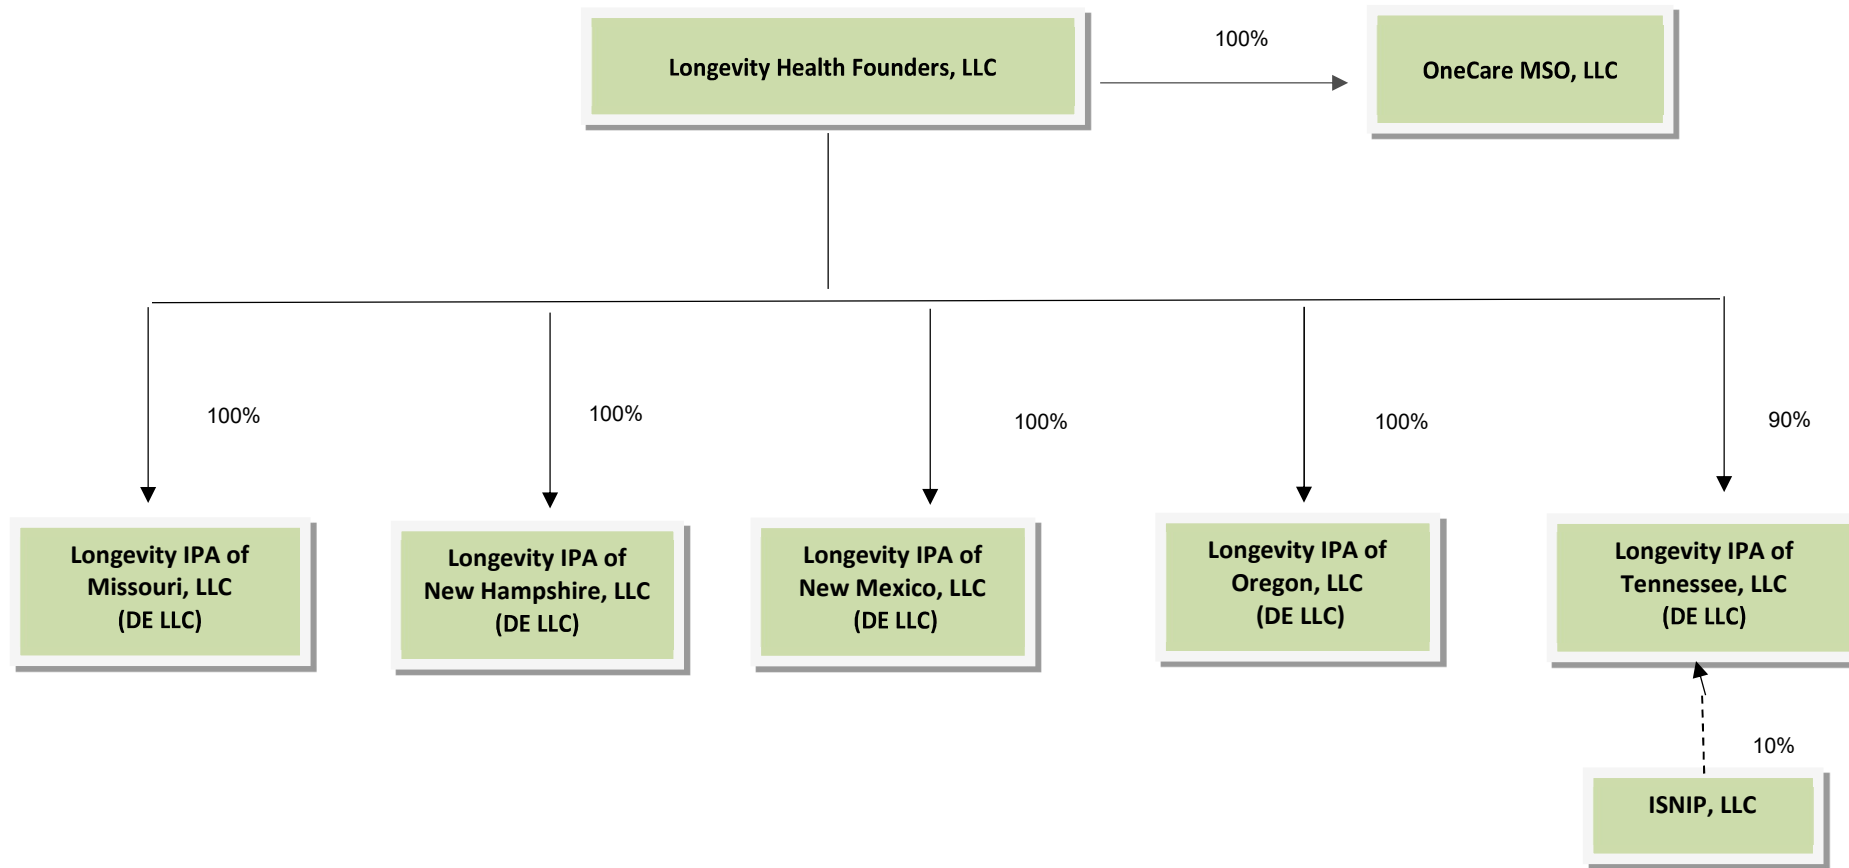 Longevity Health Founders, LLC
100%
OneCare MSO, LLC
100%
100%
100%
100%
90%
Longevity IPA of
Missouri, LLC
(DE LLC)
Longevity IPA of
New Hampshire, LLC
(DE LLC)
Longevity IPA of
New Mexico, LLC
(DE LLC)
Longevity IPA of
Oregon, LLC
(DE LLC)
Longevity IPA of
Tennessee, LLC
(DE LLC)
10%
ISNIP, LLC